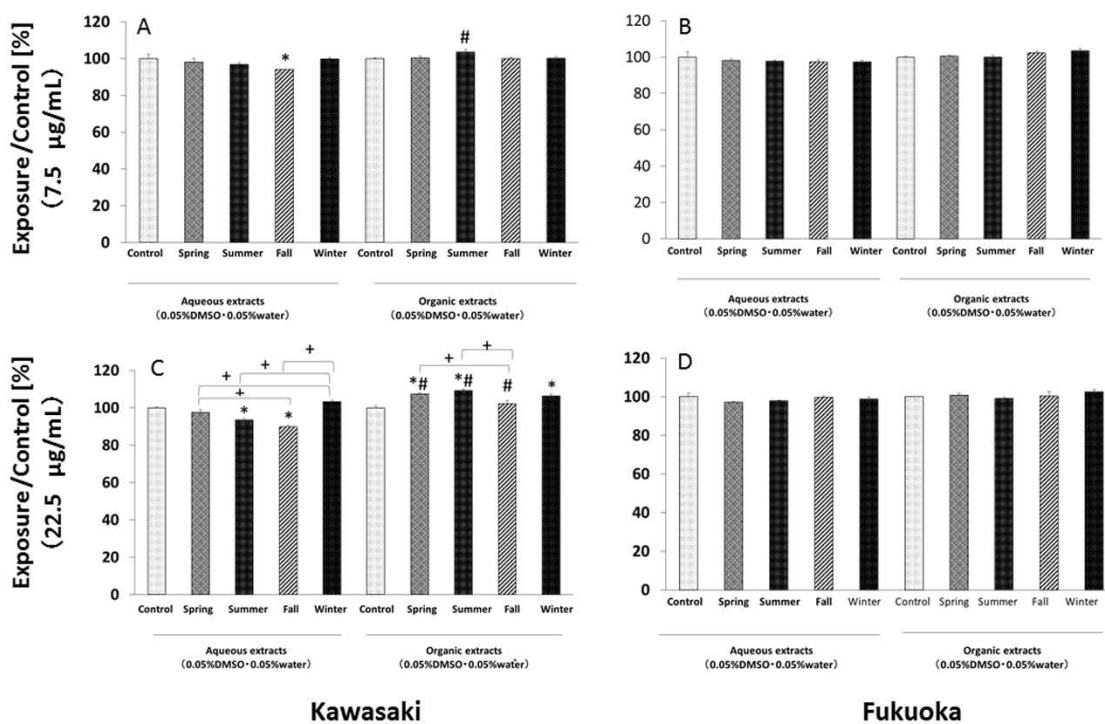 Exposure/Control [%]
(7.5 μg/mL)
A
120
100
80
60
40
20
0
*
#
Control Spring Summer Fall Winter Control Spring Summer Fall Winter
Aqueous extracts
(0.05%DMSO・0.05%water)
Organic extracts
(0.05%DMSO・0.05%water)
B
120
100
80
60
40
20
0
Control Spring Summer Fall Winter Control Spring Summer Fall Winter
Aqueous extracts
(0.05%DMSO・0.05%water)
Organic extracts
(0.05%DMSO・0.05%water)
Exposure/Control [%]
(22.5 μg/mL)
C
120
100
80
60
40
20
0
+
+ +
+
* *
+
+
*# *# # *
Control Spring Summer Fall Winter Control Spring Summer Fall Winter
Aqueous extracts
(0.05%DMSO・0.05%water)
Organic extracts
(0.05%DMSO・0.05%water)
D
120
100
80
60
40
20
0
Control Spring Summer Fall Winter Control Spring Summer Fall Winter
Aqueous extracts
(0.05%DMSO・0.05%water)
Organic extracts
(0.05%DMSO・0.05%water)
Kawasaki
Fukuoka